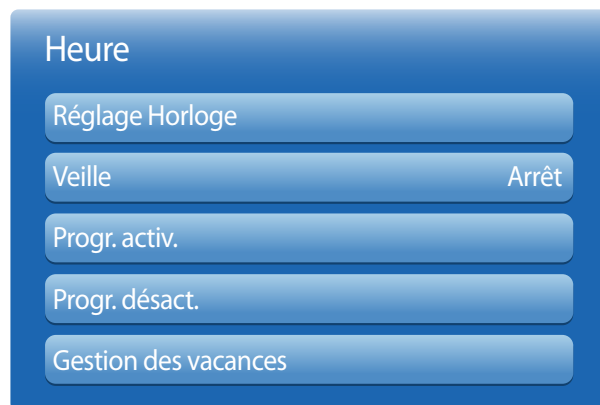 Heure
Réglage Horloge
Veille Arrêt
Progr. activ.
Progr. désact.
Gestion des vacances